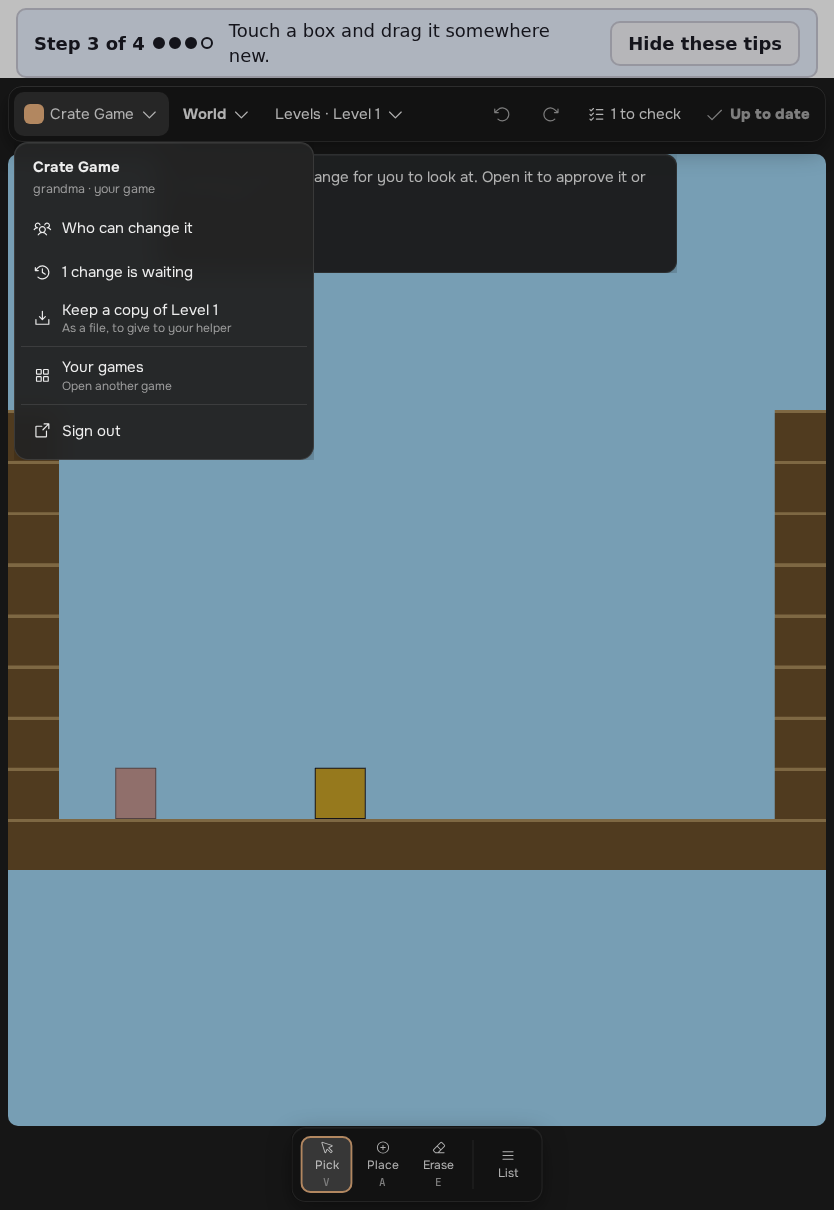 Step 3 of 4
Touch a box and drag it somewhere
new.
Hide these tips
Crate Game
World
Levels · Level 1
1 to check
Up to date
Crate Game
grandma · your game
Who can change it
1 change is waiting
Keep a copy of Level 1
As a file, to give to your helper
Your games
Open another game
Sign out
ange for you to look at. Open it to approve it or
Pick
V
Place
A
Erase
E
List